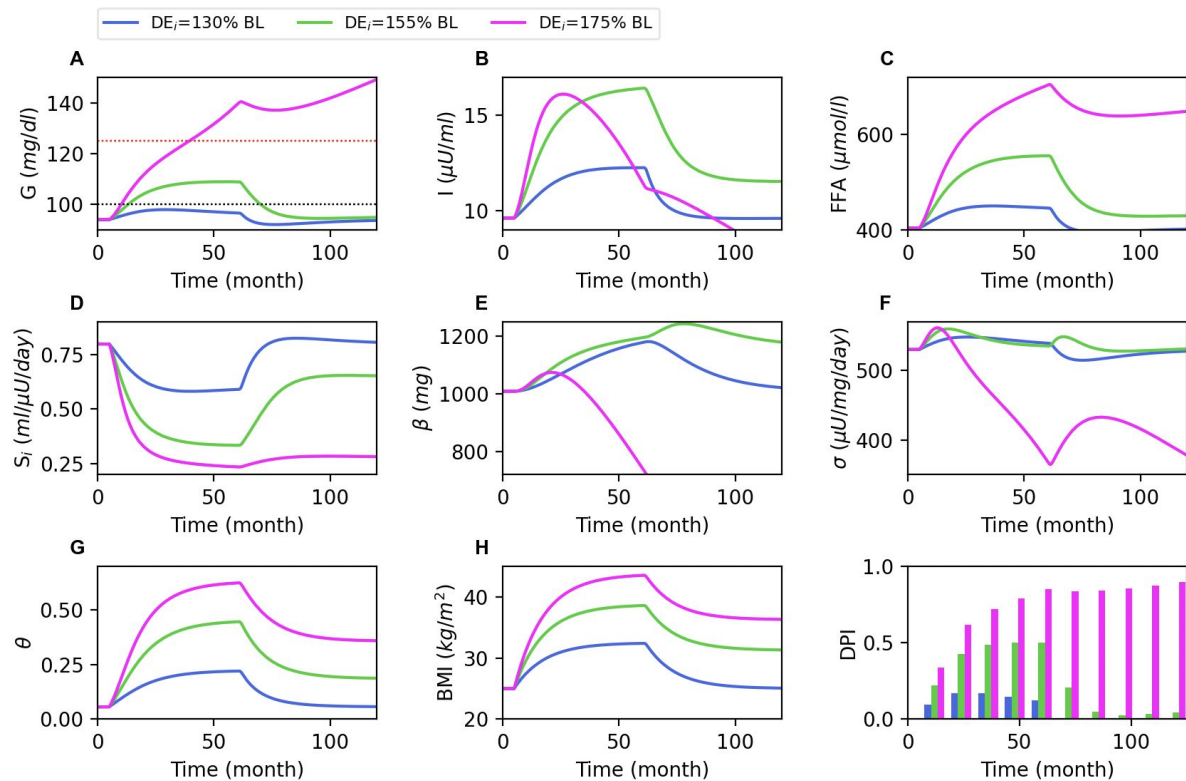 DEi=130% BL DEi=155% BL DEi=175% BL
A
G (mg/dl)
140
120
100
0 50 100
Time (month)
B
I (μU/ml)
15
10
0 50 100
Time (month)
C
FFA (μmol/l)
600
400
0 50 100
Time (month)
D
Si (ml/μU/day)
0.75
0.50
0.25
0 50 100
Time (month)
E
β (mg)
1200
1000
800
0 50 100
Time (month)
F
σ (μU/mg/day)
500
400
0 50 100
Time (month)
G
θ
0.50
0.25
0.00
0 50 100
Time (month)
H
BMI (kg/m²)
40
30
20
0 50 100
Time (month)
DPI
1.0
0.5
0.0
0 50 100
Time (month)